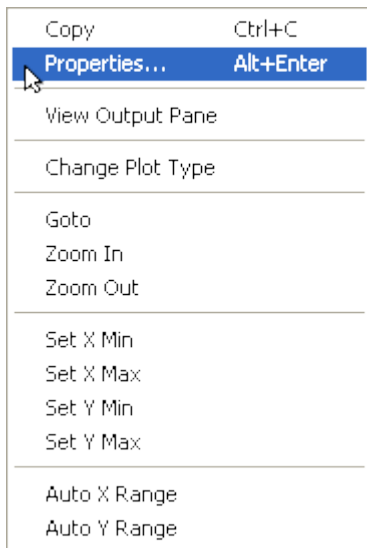 Copy Ctrl+C
Properties... Alt+Enter
View Output Pane
Change Plot Type
Goto
Zoom In
Zoom Out
Set X Min
Set X Max
Set Y Min
Set Y Max
Auto X Range
Auto Y Range